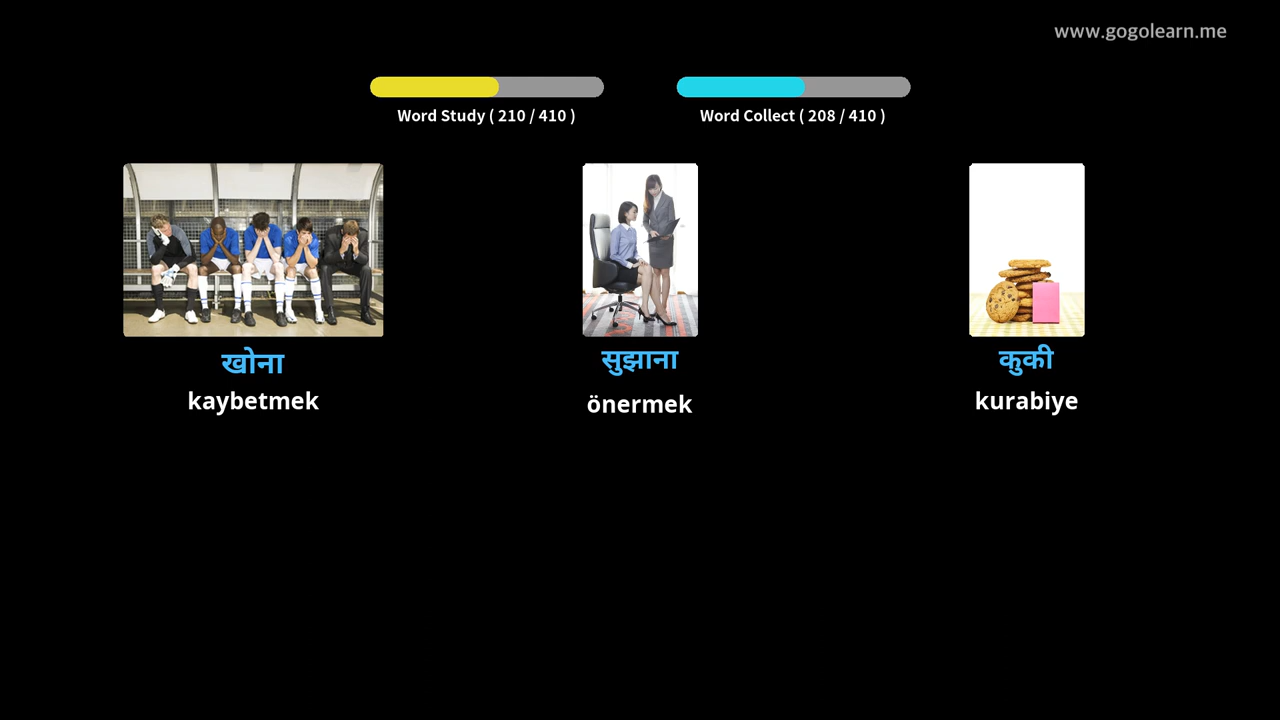 www.gogolearn.me
Word Study ( 210 / 410 )
Word Collect ( 208 / 410 )
खोना
सुझाना
कुकी
kaybetmek
önermek
kurabiye